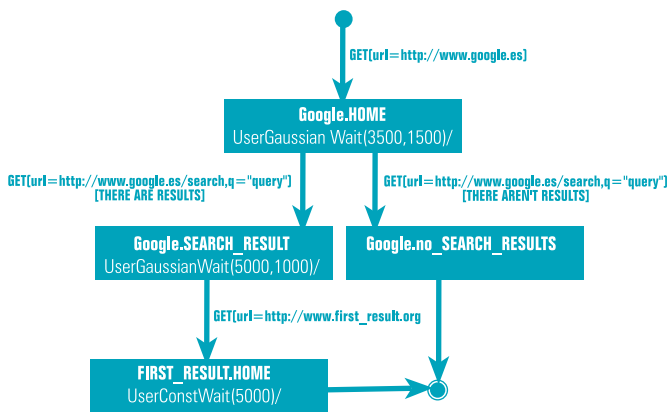 GET[url=http://www.google.es]
Google.HOME
UserGaussian Wait(3500,1500)/
GET(url=http://www.google.es/search,q="query")
[THERE ARE RESULTS]
GET(url=http://www.google.es/search,q="query")
[THERE AREN'T RESULTS]
Google.SEARCH_RESULT
UserGaussianWait(5000,1000)/
Google.no_SEARCH_RESULTS
GET[url=http://www.first_result.org
FIRST_RESULT.HOME
UserConstWait(5000)/